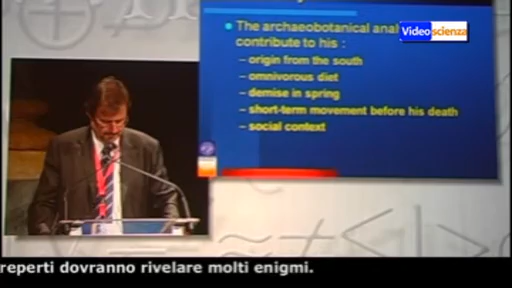 Videoscienza
The archaeobotanical
contribute to his :
– origin from the south
– omnivorous diet
– demise in spring
– short-term movement before his death
– social context
reperti dovranno rivelare molti enigmi.